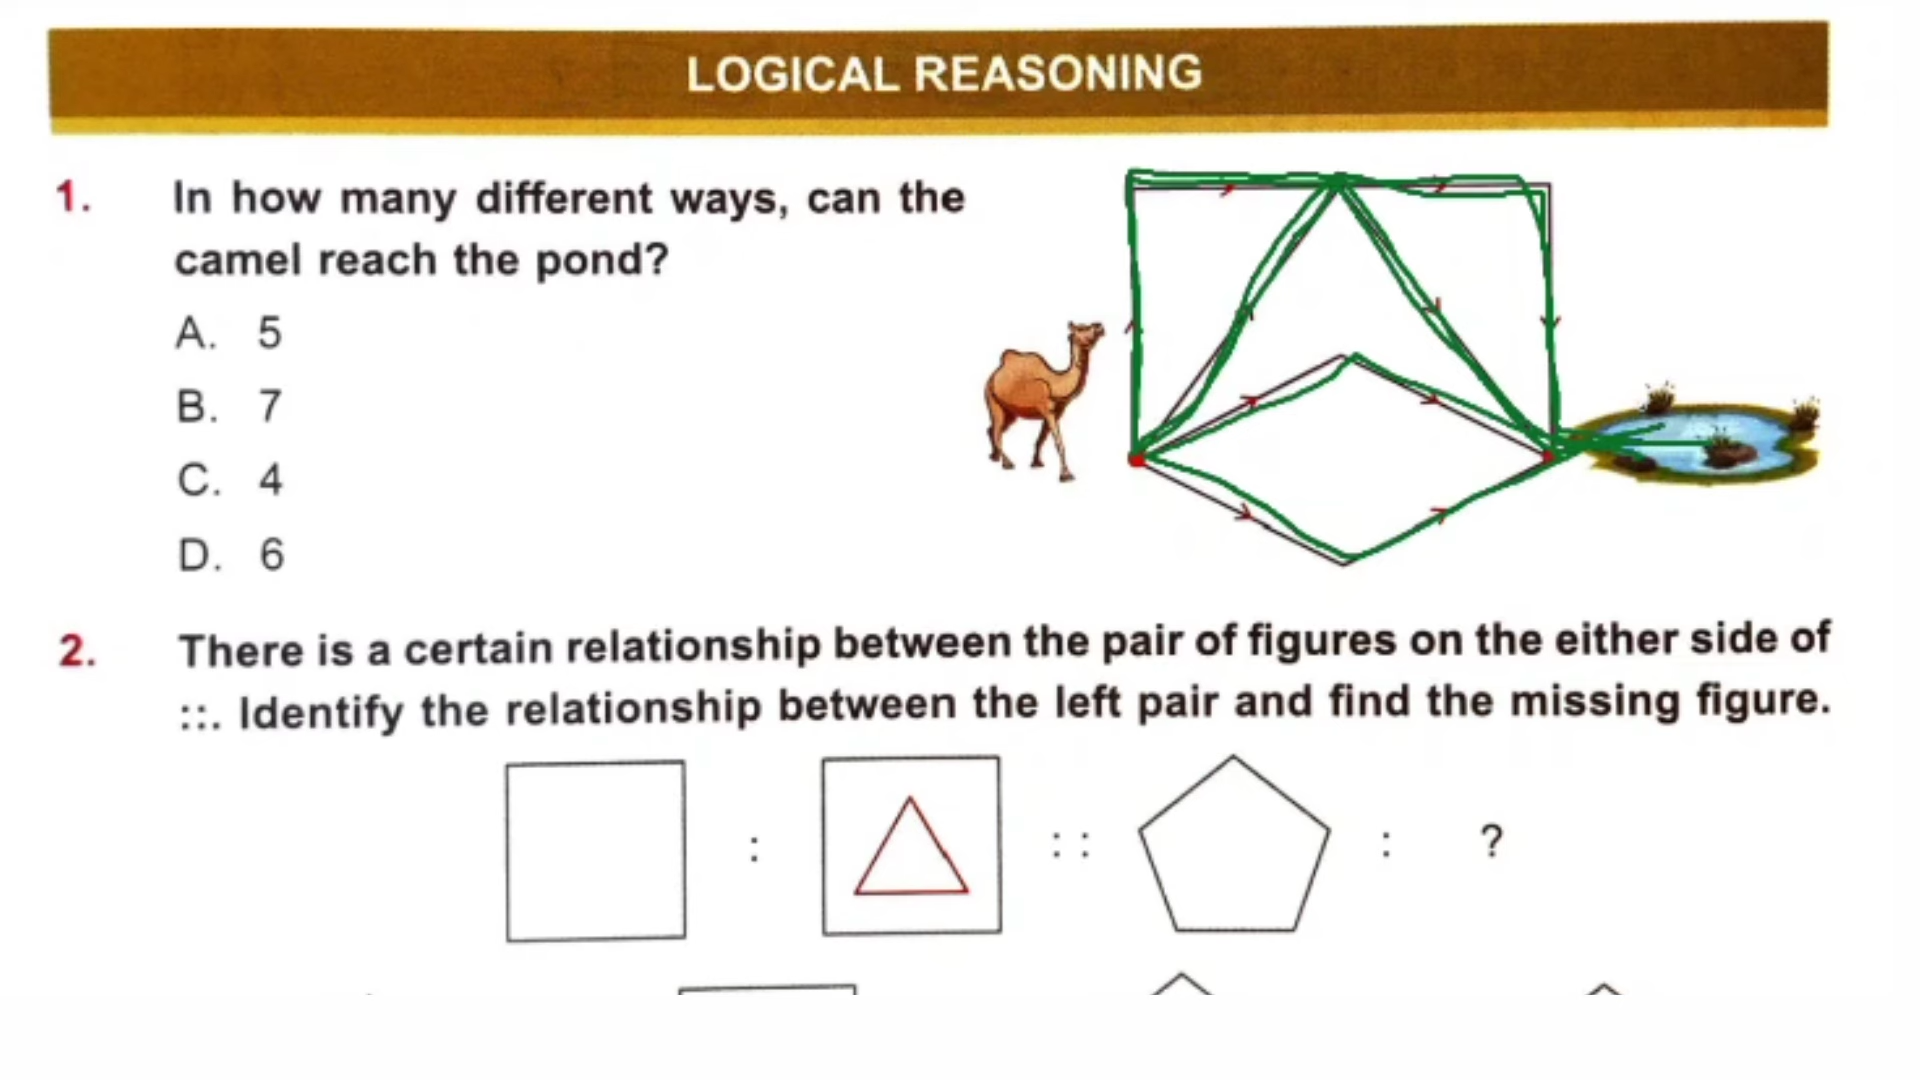 LOGICAL REASONING
1. In how many different ways, can the
camel reach the pond?
A. 5
B. 7
C. 4
D. 6
2. There is a certain relationship between the pair of figures on the either side of
::. Identify the relationship between the left pair and find the missing figure.
: :: : ?